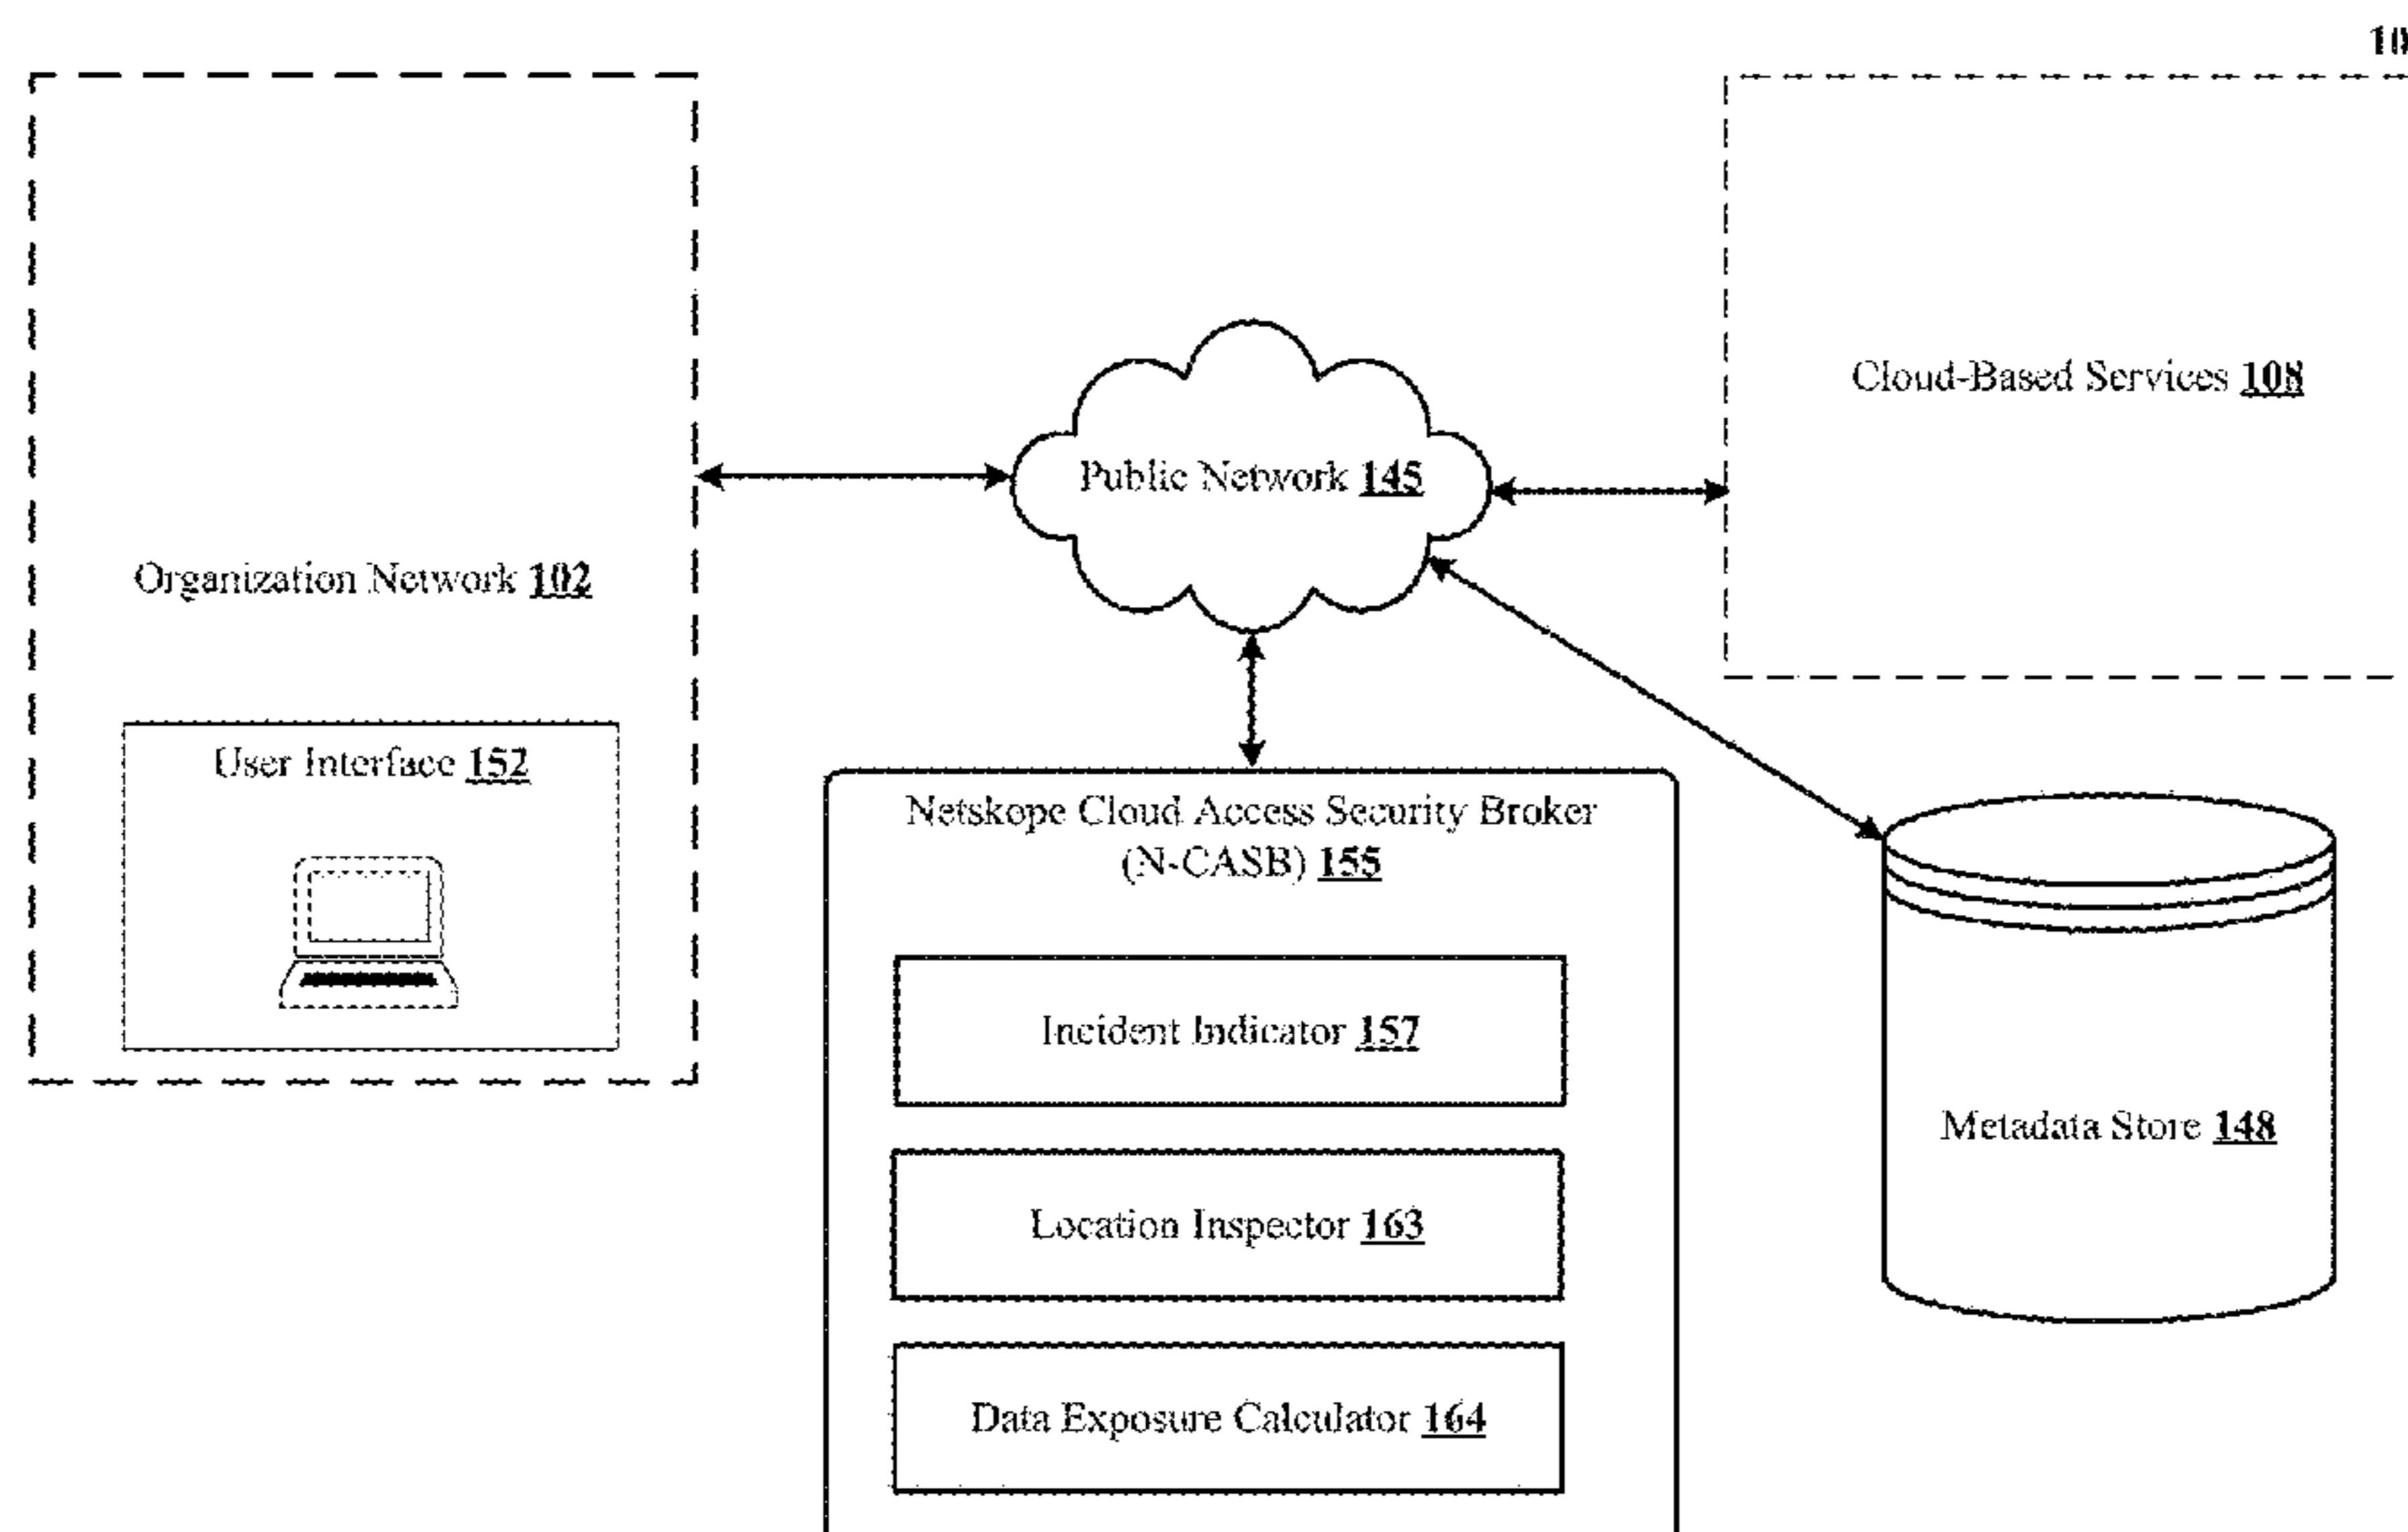 Cloud-Based Services 108
Public Network 145
Organization Network 102
User Interface 152
Netskope Cloud Access Security Broker
(N-CASB) 155
Incident Indicator 157
Metadata Store 148
Location Inspector 163
Data Exposure Calculator 164